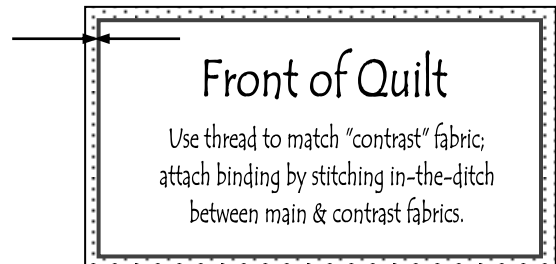 Front of Quilt
Use thread to match "contrast" fabric;
attach binding by stitching in-the-ditch
between main & contrast fabrics.